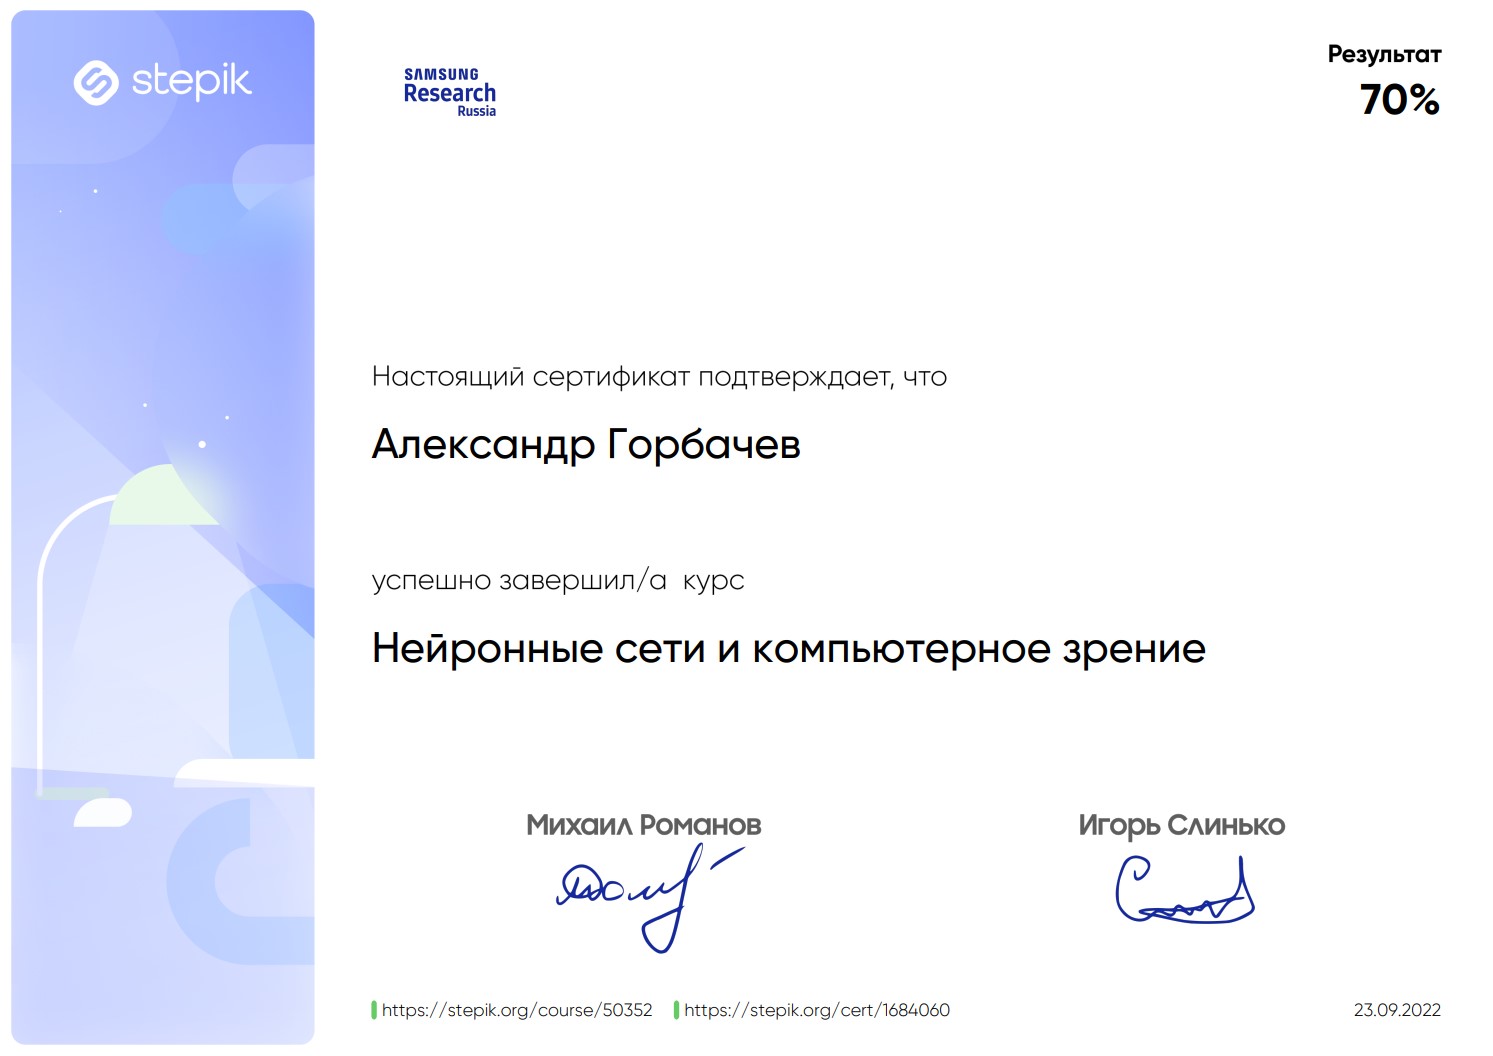 stepik
SAMSUNG
Research
Russia
Результат
70%
Настоящий сертификат подтверждает, что
Александр Горбачев
успешно завершил/а курс
Нейронные сети и компьютерное зрение
Михаил Романов
Игорь Слинько
https://stepik.org/course/50352
https://stepik.org/cert/1684060
23.09.2022